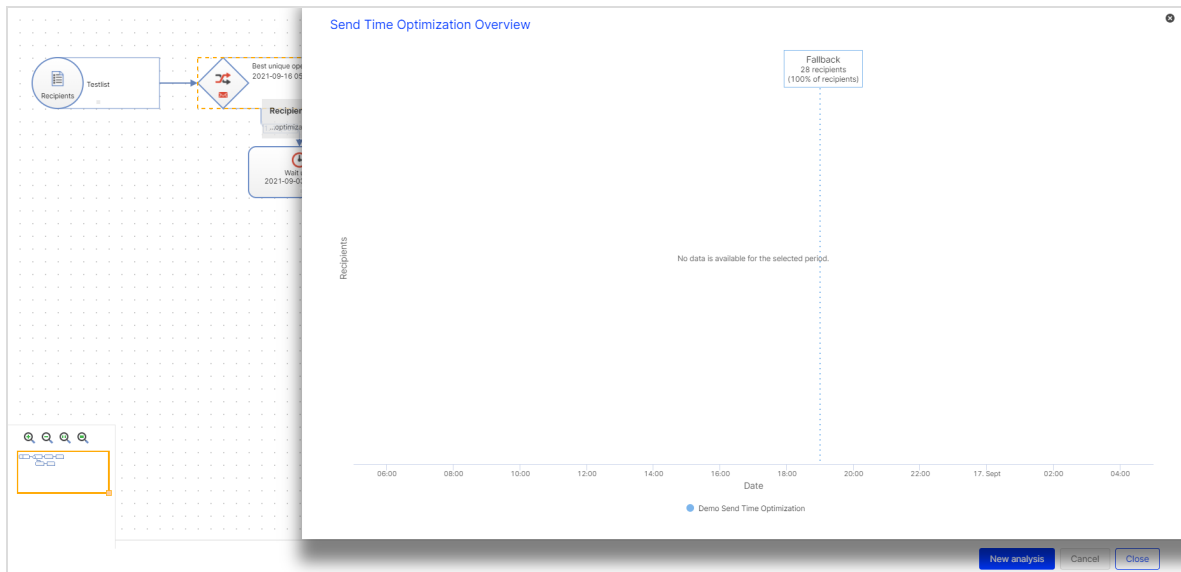 Send Time Optimization Overview
Recipients
Testlist
Best unique ope
2021-09-16 05
Recipien
...optimiza
Wait u
2021-09-0
Fallback
28 recipients
(100% of recipients)
Recipients
No data is available for the selected period.
06:00 08:00 10:00 12:00 14:00 16:00 18:00 20:00 22:00 17. Sept 02:00 04:00
Date
Demo Send Time Optimization
New analysis Cancel Close